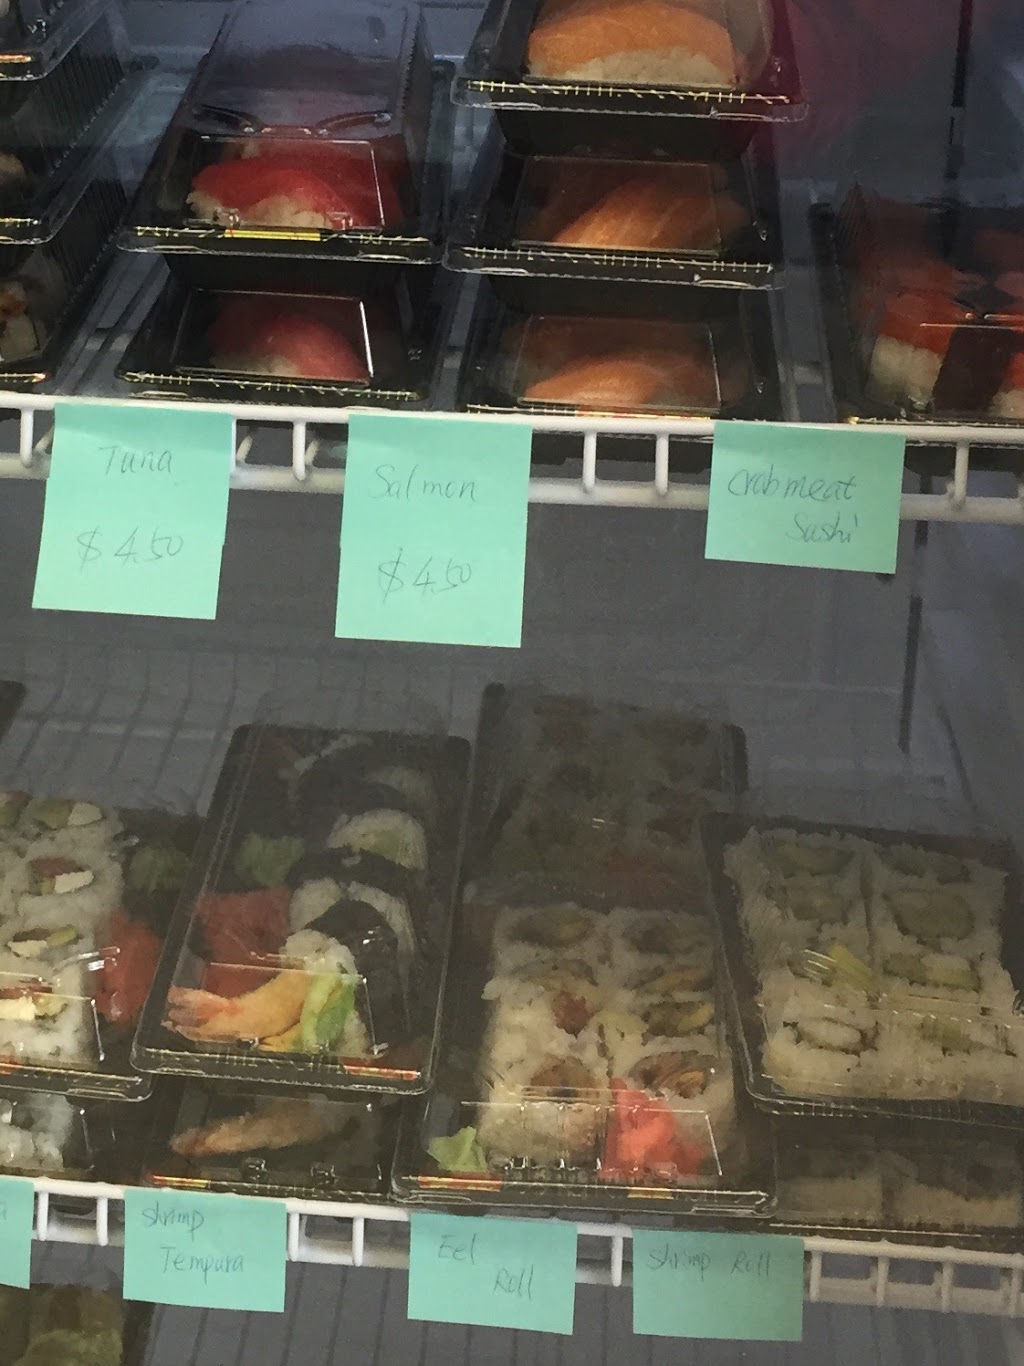 Tuna
$4.50
Salmon
$4.50
Crabmeat
Sushi
Shrimp
Tempura
Eel
Roll
Shrimp Roll